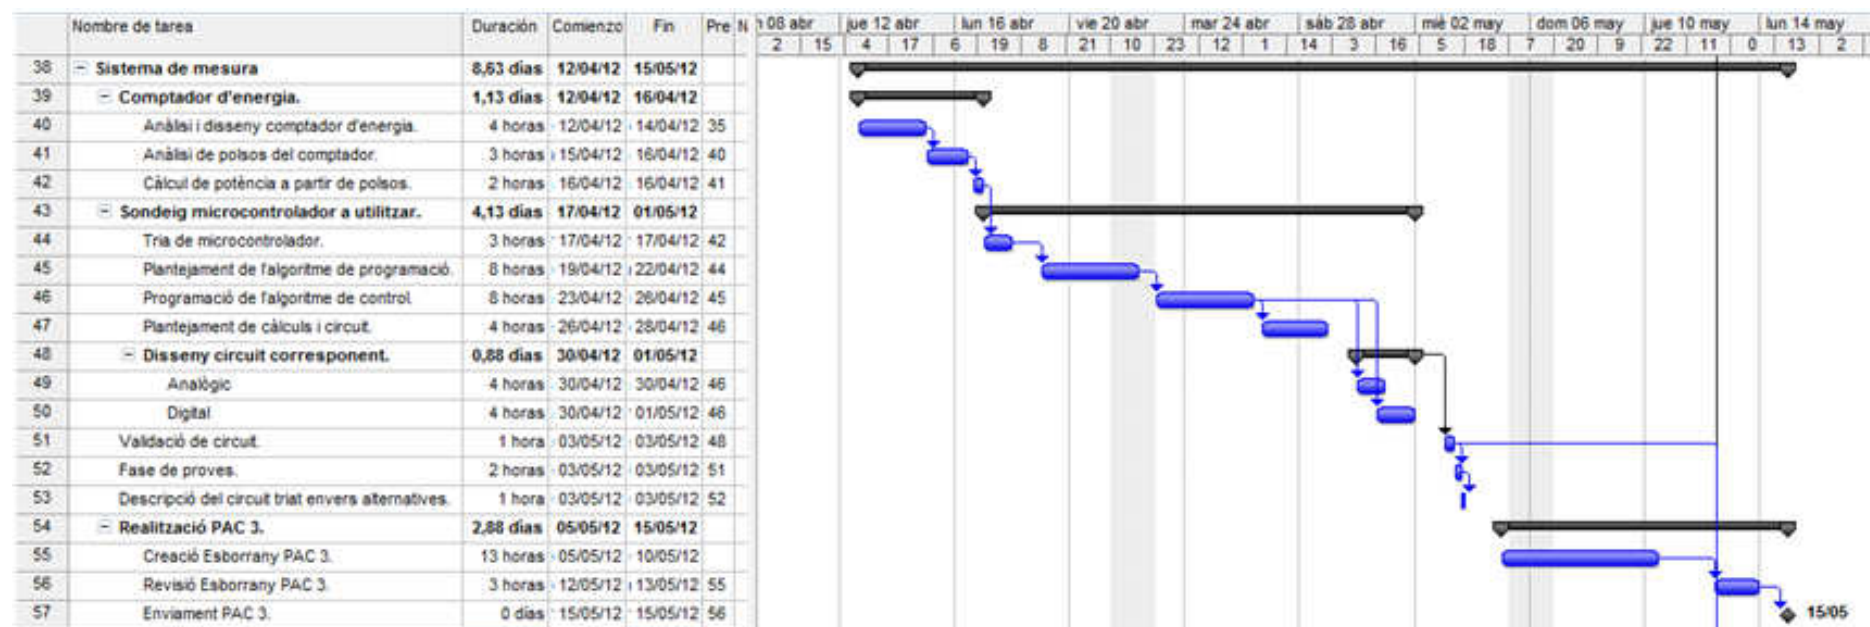 Nombre de tarea Duración Comienzo Fin Pre N 08 abr jue 12 abr lun 16 abr vie 20 abr mar 24 abr sáb 28 abr mié 02 may dom 06 may jue 10 may lun 14 may
2 15 4 17 6 19 8 21 10 23 12 1 14 3 16 5 18 7 20 9 22 11 0 13 2
38 Sistema de mesura 8,63 días 12/04/12 15/05/12
39 Comptador d'energia. 1,13 días 12/04/12 16/04/12
40 Anàlisi i disseny comptador d'energia. 4 horas 12/04/12 14/04/12 35
41 Anàlisi de polsos del comptador. 3 horas 15/04/12 16/04/12 40
42 Càlcul de potència a partir de polsos. 2 horas 16/04/12 16/04/12 41
43 Sondeig microcontrolador a utilitzar. 4,13 días 17/04/12 01/05/12
44 Tria de microcontrolador. 3 horas 17/04/12 17/04/12 42
45 Plantejament de l'algoritme de programació. 8 horas 19/04/12 22/04/12 44
46 Programació de l'algoritme de control. 8 horas 23/04/12 26/04/12 45
47 Plantejament de càlculs i circuit. 4 horas 26/04/12 28/04/12 46
48 Disseny circuit corresponent. 0,88 días 30/04/12 01/05/12
49 Analògic 4 horas 30/04/12 30/04/12 46
50 Digital 4 horas 30/04/12 01/05/12 46
51 Validació de circuit. 1 hora 03/05/12 03/05/12 48
52 Fase de proves. 2 horas 03/05/12 03/05/12 51
53 Descripció del circuit triat envers alternatives. 1 hora 03/05/12 03/05/12 52
54 Realització PAC 3. 2,88 días 05/05/12 15/05/12
55 Creació Esborrany PAC 3. 13 horas 05/05/12 10/05/12
56 Revisió Esborrany PAC 3. 3 horas 12/05/12 13/05/12 55
57 Enviament PAC 3. 0 días 15/05/12 15/05/12 56 15/05